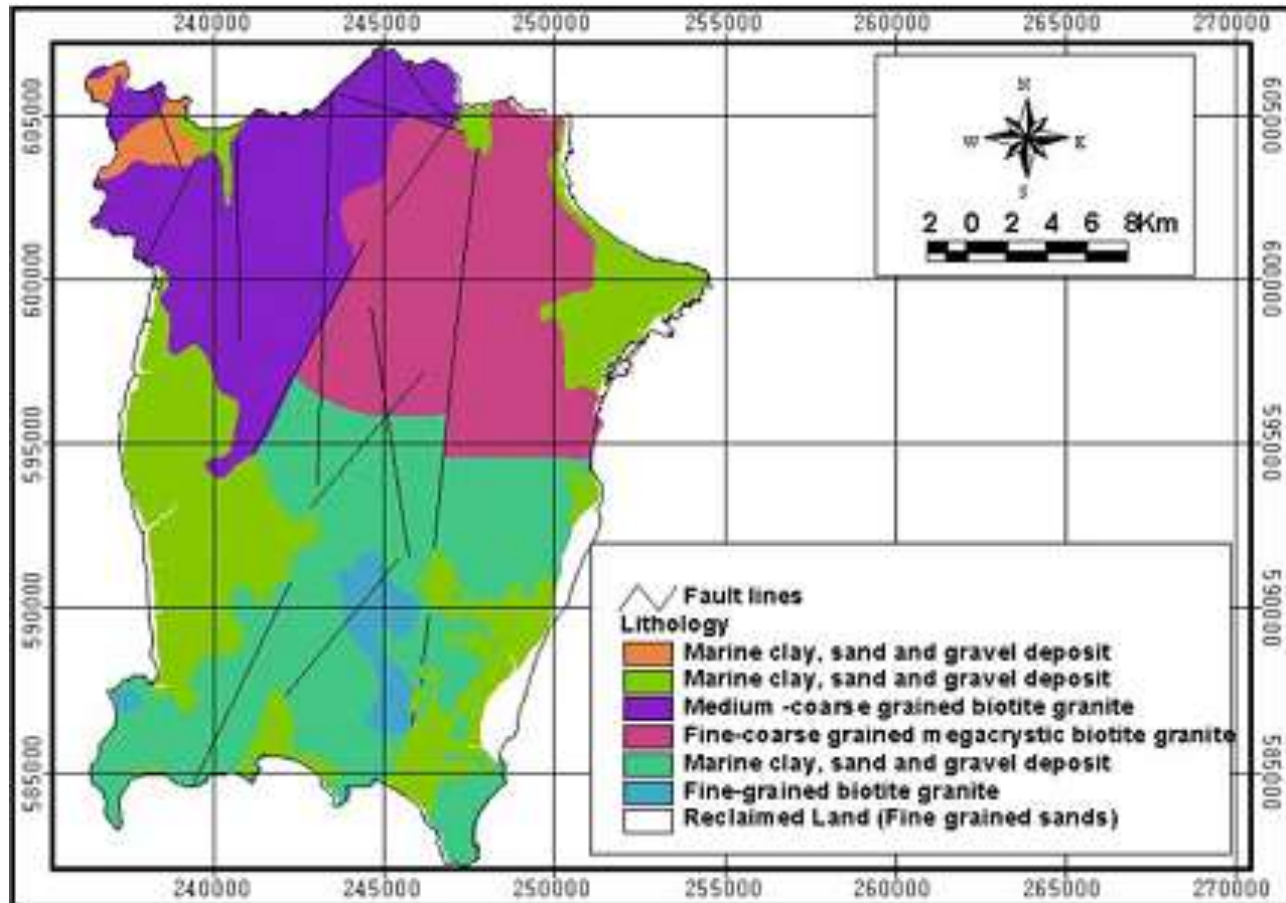 240000 245000 250000 255000 260000 265000 270000
605000 605000
N
W E
S
2 0 2 4 6 8Km
600000 600000
595000 595000
Fault lines
590000 590000
Lithology
Marine clay, sand and gravel deposit
Marine clay, sand and gravel deposit
Medium -coarse grained biotite granite
Fine-coarse grained megacrystic biotite granite
Marine clay, sand and gravel deposit
585000 585000
Fine-grained biotite granite
Reclaimed Land (Fine grained sands)
240000 245000 250000 255000 260000 265000 270000